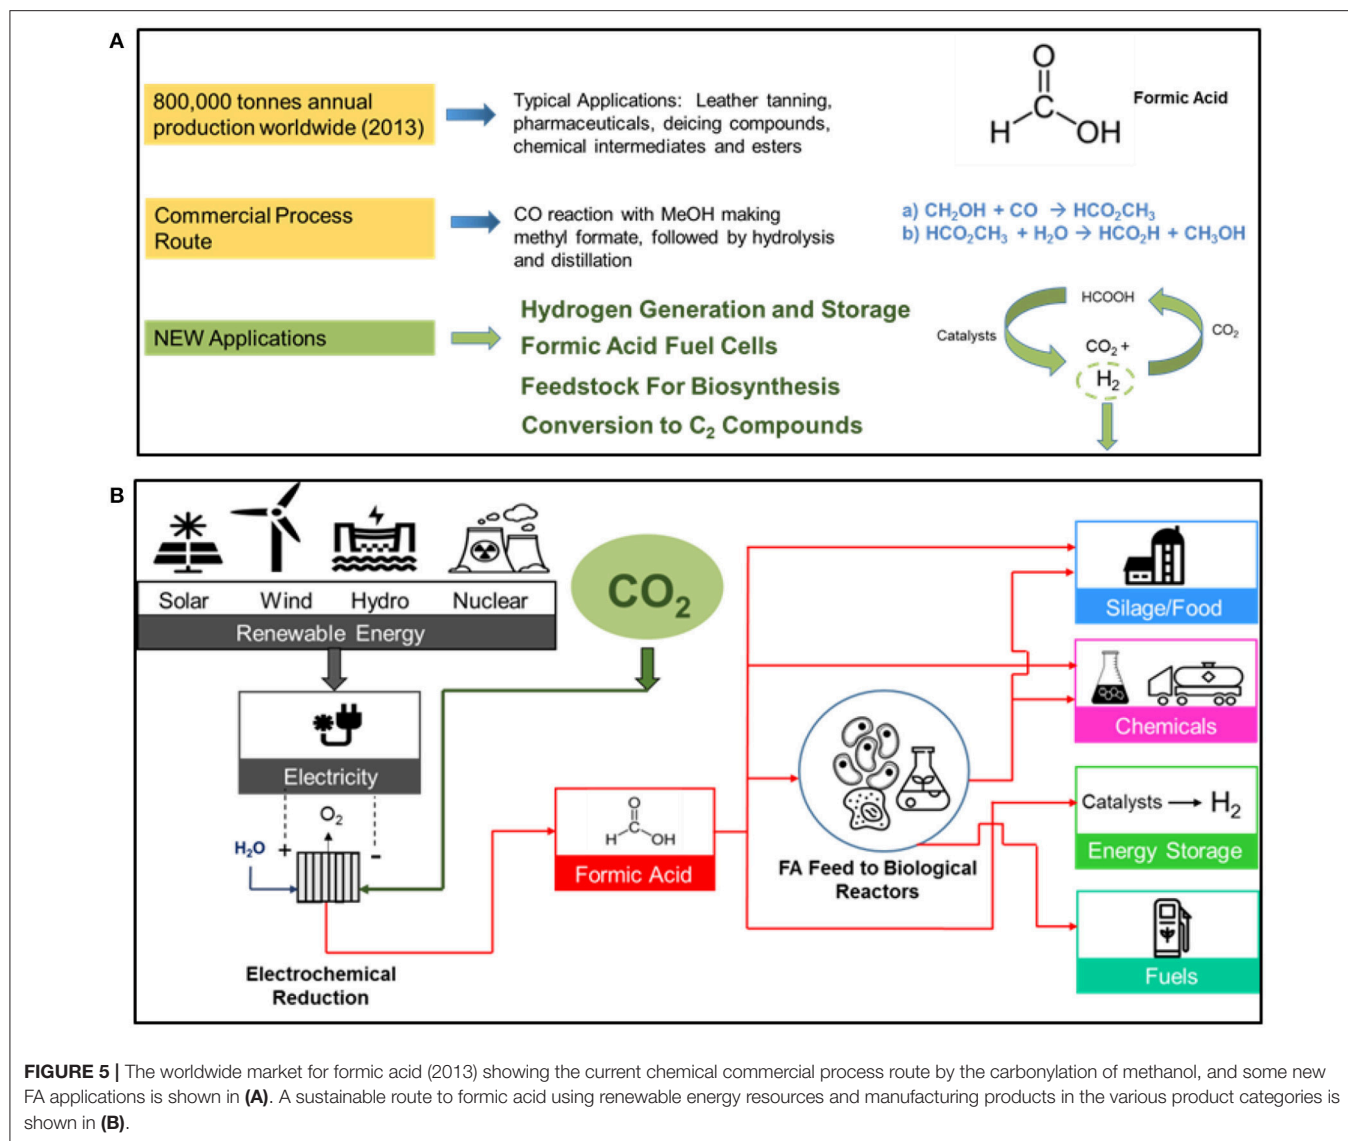 A
800,000 tonnes annual
production worldwide (2013)
Typical Applications: Leather tanning,
pharmaceuticals, deicing compounds,
chemical intermediates and esters
O
H
C
OH
Formic Acid
Commercial Process
Route
CO reaction with MeOH making
methyl formate, followed by hydrolysis
and distillation
a) CH₂OH + CO → HCO₂CH₃
b) HCO₂CH₃ + H₂O → HCO₂H + CH₃OH
NEW Applications
Hydrogen Generation and Storage
Formic Acid Fuel Cells
Feedstock For Biosynthesis
Conversion to C₂ Compounds
HCOOH
Catalysts
CO₂
CO₂ +
H₂
B
Solar Wind Hydro Nuclear
Renewable Energy
CO₂
Electricity
O₂
H₂O
+
-
Electrochemical
Reduction
O
H
C
OH
Formic Acid
FA Feed to Biological
Reactors
Silage/Food
Chemicals
Catalysts → H₂
Energy Storage
Fuels
FIGURE 5 | The worldwide market for formic acid (2013) showing the current chemical commercial process route by the carbonylation of methanol, and some new
FA applications is shown in (A). A sustainable route to formic acid using renewable energy resources and manufacturing products in the various product categories is
shown in (B).